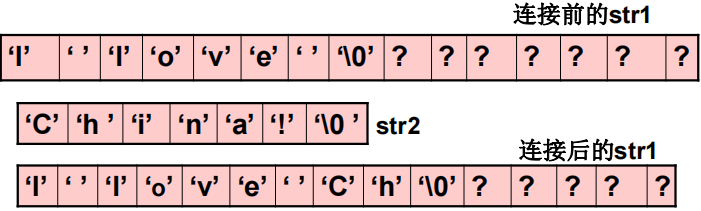 连接前的str1
‘I’ ‘ ’ ‘l’ ‘o’ ‘v’ ‘e’ ‘ ’ ‘\0’ ? ? ? ? ? ? ?
‘C’ ‘h ’ ‘i’ ‘n’ ‘a’ ‘!’ ‘\0 ’ str2
连接后的str1
‘I’ ‘ ’ ‘l’ ‘o’ ‘v’ ‘e’ ‘ ’ ‘C’ ‘h’ ‘\0’ ? ? ? ? ?